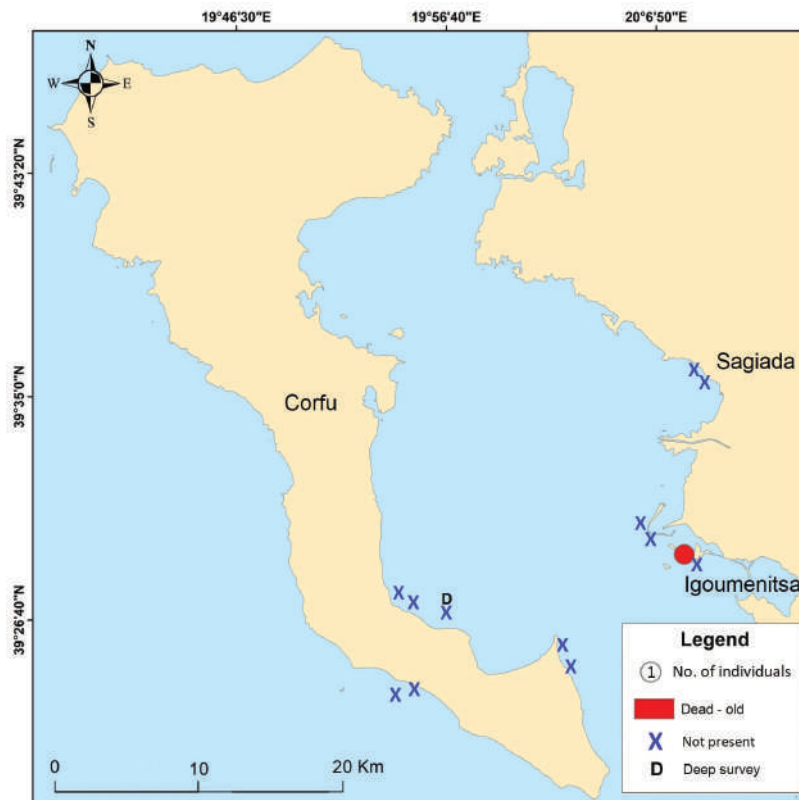 19°46'30"E 19°56'40"E 20°6'50"E
N
W E
S
39°43'20"N
Sagiada
39°35'0"N
Corfu
Igoumenitsa
D
39°26'40"N
Legend
1 No. of individuals
Dead - old
X Not present
D Deep survey
0 10 20 Km